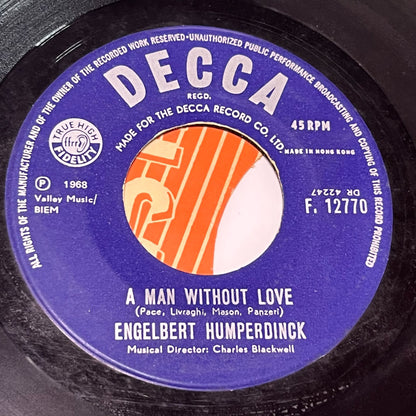 ALL RIGHTS OF THE MANUFACTURER AND OF THE OWNER OF THE RECORDED WORK RESERVED·UNAUTHORIZED PUBLIC PERFORMANCE BROADCASTING AND COPYING OF THIS RECORD PROHIBITED
DECCA
REGD.
MADE FOR THE DECCA RECORD CO. LTD.
45 RPM
MADE IN HONG KONG
TRUE HIGH
ffrr
FIDELITY
Ⓟ 1968
Valley Music/
BIEM
DR 42247
F. 12770
A MAN WITHOUT LOVE
(Pace, Livraghi, Mason, Panzeri)
ENGELBERT HUMPERDINCK
Musical Director: Charles Blackwell